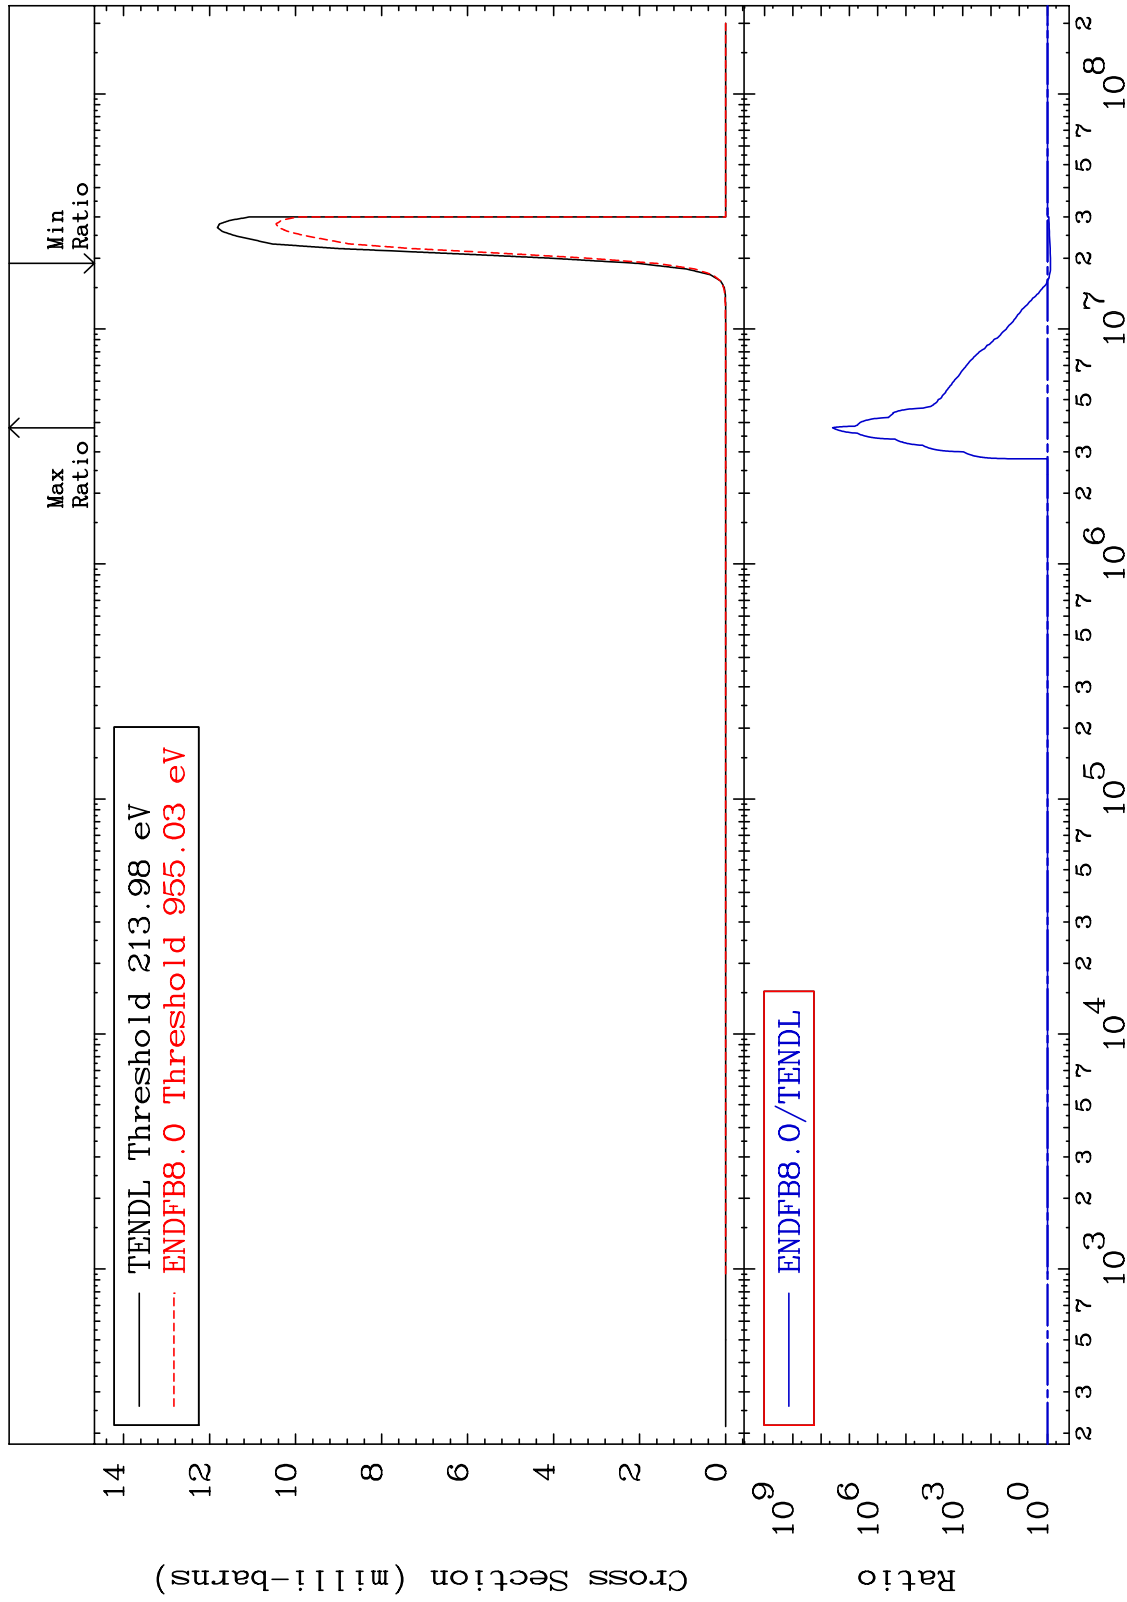 Max
Ratio
Min
Ratio
TENDL Threshold 213.98 eV
ENDFB8.0 Threshold 955.03 eV
Cross Section (milli-barns)
14
12
10
8
6
4
2
0
ENDFB8.0/TENDL
Ratio
10^9
10^6
10^3
10^0
2 3 5 7 10^3 2 3 5 7 10^4 2 3 5 7 10^5 2 3 5 7 10^6 2 3 5 7 10^7 2 3 5 7 10^8 2